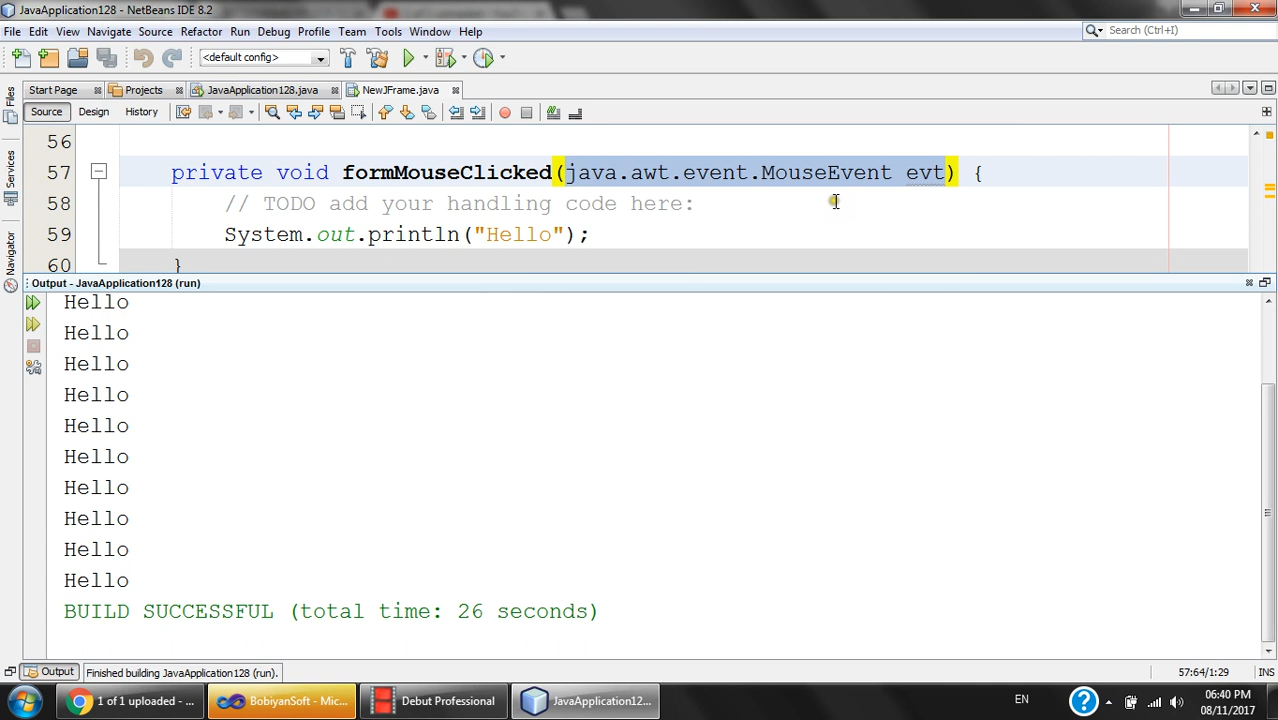 JavaApplication128 - NetBeans IDE 8.2
File Edit View Navigate Source Refactor Run Debug Profile Team Tools Window Help
Search (Ctrl+I)
<default config>
Start Page Projects JavaApplication128.java NewJFrame.java
Source Design History
Files
Services
Navigator
56
57 private void formMouseClicked(java.awt.event.MouseEvent evt) {
58 // TODO add your handling code here:
59 System.out.println("Hello");
60 }
Output - JavaApplication128 (run)
Hello
Hello
Hello
Hello
Hello
Hello
Hello
Hello
Hello
Hello
BUILD SUCCESSFUL (total time: 26 seconds)
Output
Finished building JavaApplication128 (run).
57:64/1:29 INS
1 of 1 uploaded - ... BobiyanSoft - Mic... Debut Professional JavaApplication12... EN 06:40 PM
08/11/2017